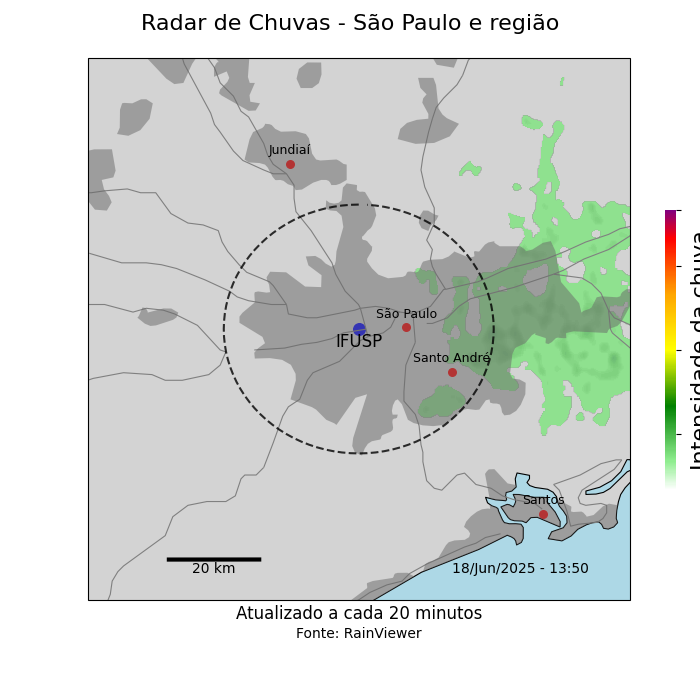 Radar de Chuvas - São Paulo e região
Jundiaí
São Paulo
IFUSP
Santo André
Santos
20 km
18/Jun/2025 - 13:50
Atualizado a cada 20 minutos
Fonte: RainViewer
Intensidade da chuva